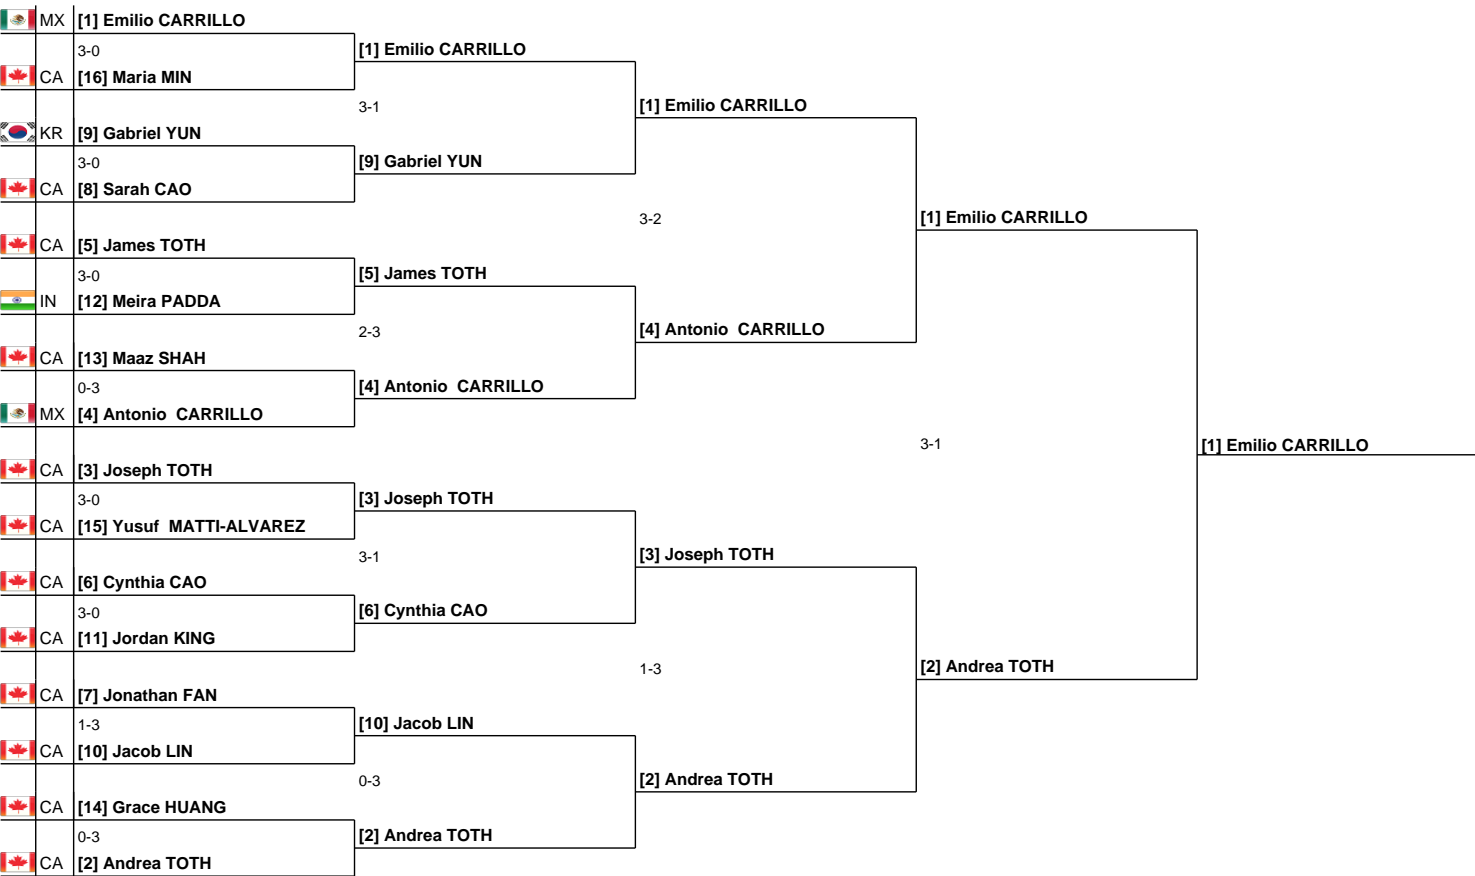 MX [1] Emilio CARRILLO
3-0
[1] Emilio CARRILLO
CA [16] Maria MIN
3-1
[1] Emilio CARRILLO
KR [9] Gabriel YUN
3-0
[9] Gabriel YUN
CA [8] Sarah CAO
3-2
[1] Emilio CARRILLO
CA [5] James TOTH
3-0
[5] James TOTH
IN [12] Meira PADDA
2-3
[4] Antonio  CARRILLO
CA [13] Maaz SHAH
0-3
[4] Antonio  CARRILLO
MX [4] Antonio  CARRILLO
3-1
[1] Emilio CARRILLO
CA [3] Joseph TOTH
3-0
[3] Joseph TOTH
CA [15] Yusuf  MATTI-ALVAREZ
3-1
[3] Joseph TOTH
CA [6] Cynthia CAO
3-0
[6] Cynthia CAO
CA [11] Jordan KING
1-3
[2] Andrea TOTH
CA [7] Jonathan FAN
1-3
[10] Jacob LIN
CA [10] Jacob LIN
0-3
[2] Andrea TOTH
CA [14] Grace HUANG
0-3
[2] Andrea TOTH
CA [2] Andrea TOTH